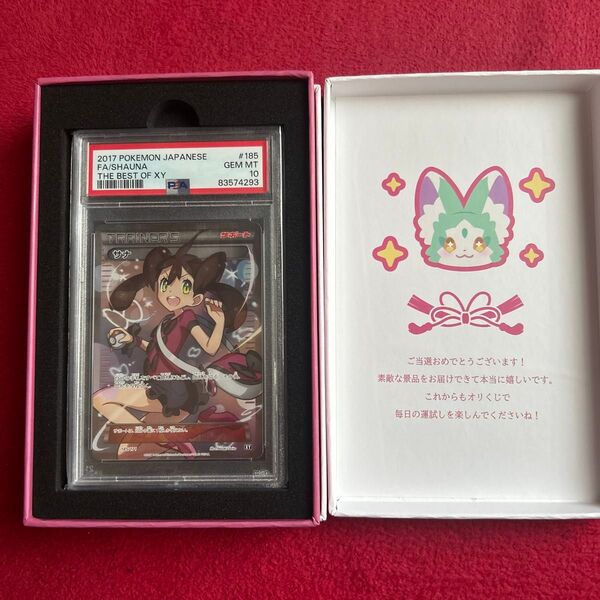 2017 POKEMON JAPANESE #185
FA/SHAUNA GEM MT
THE BEST OF XY 10
PSA 83574293
TRAINER'S サポート
サナ
XY
ご当選おめでとうございます!
素敵な景品をお届けできて本当に嬉しいです。
これからもオリくじで
毎日の運試しを楽しんでくださいね!